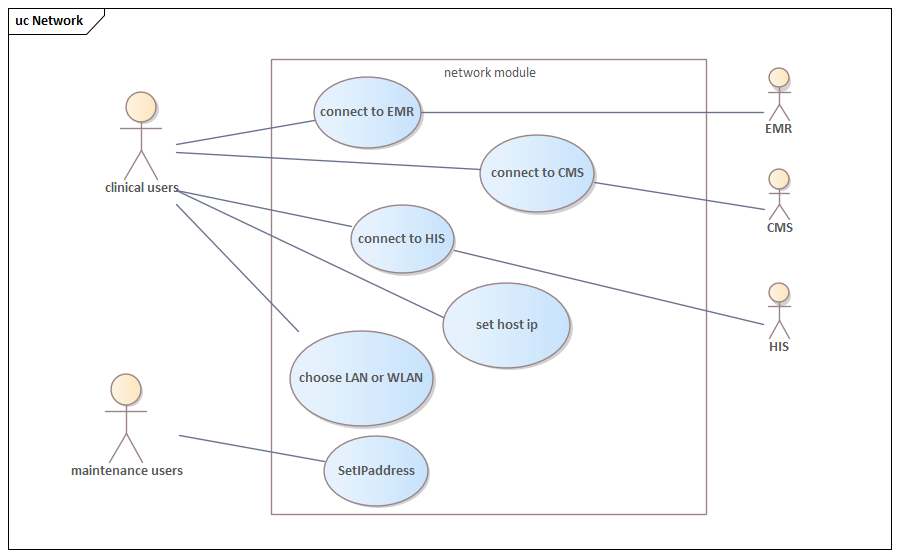 uc Network
network module
connect to EMR
EMR
connect to CMS
clinical users
CMS
connect to HIS
set host ip
HIS
choose LAN or WLAN
maintenance users
SetIPaddress